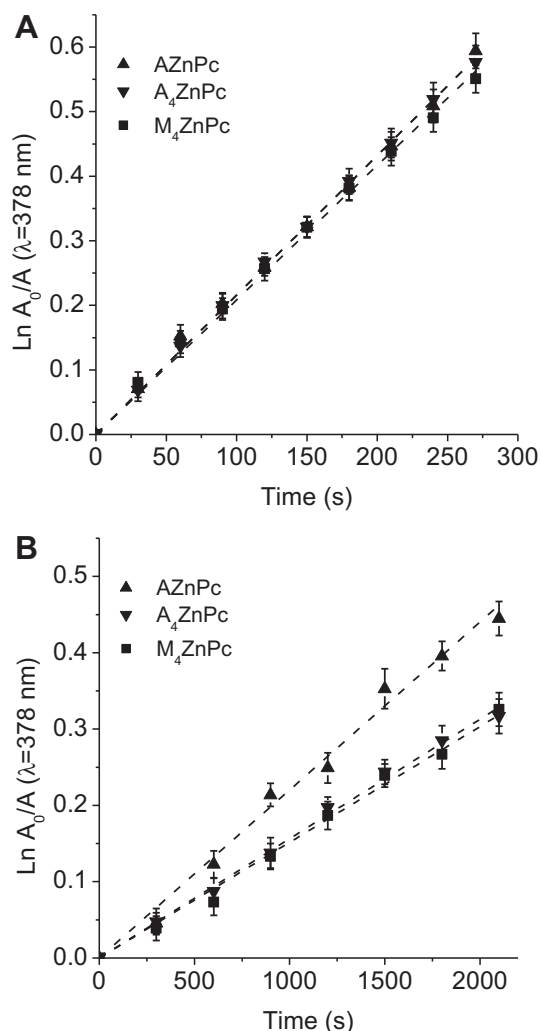 A
AZnPc
A₄ZnPc
M₄ZnPc
Ln A₀/A (λ=378 nm)
0.6
0.5
0.4
0.3
0.2
0.1
0.0
0 50 100 150 200 250 300
Time (s)
B
AZnPc
A₄ZnPc
M₄ZnPc
Ln A₀/A (λ=378 nm)
0.5
0.4
0.3
0.2
0.1
0.0
0 500 1000 1500 2000
Time (s)